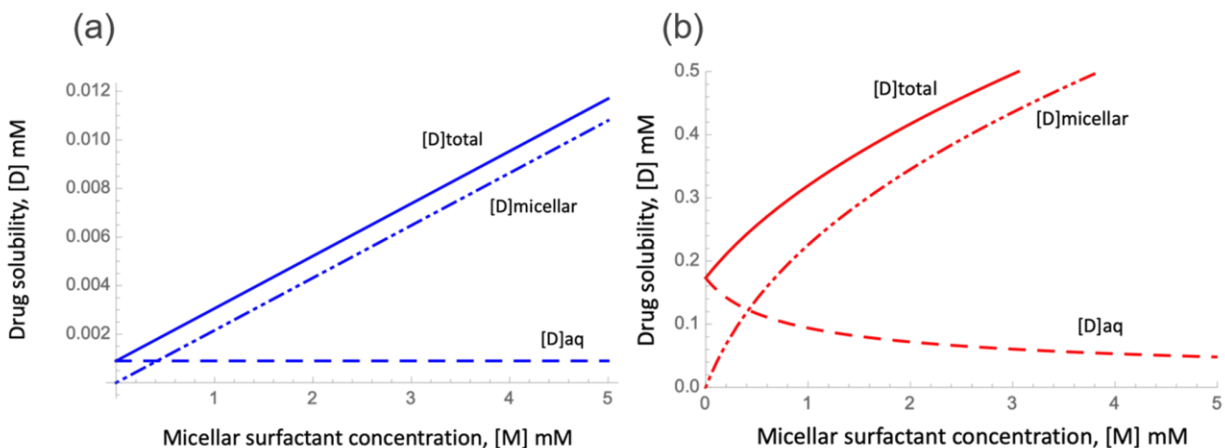 (a)
Drug solubility, [D] mM
0.012
0.010
0.008
0.006
0.004
0.002
[D]total
[D]micellar
[D]aq
1
2
3
4
5
Micellar surfactant concentration, [M] mM
(b)
Drug solubility, [D] mM
0.5
0.4
0.3
0.2
0.1
0.0
[D]total
[D]micellar
[D]aq
0
1
2
3
4
5
Micellar surfactant concentration, [M] mM